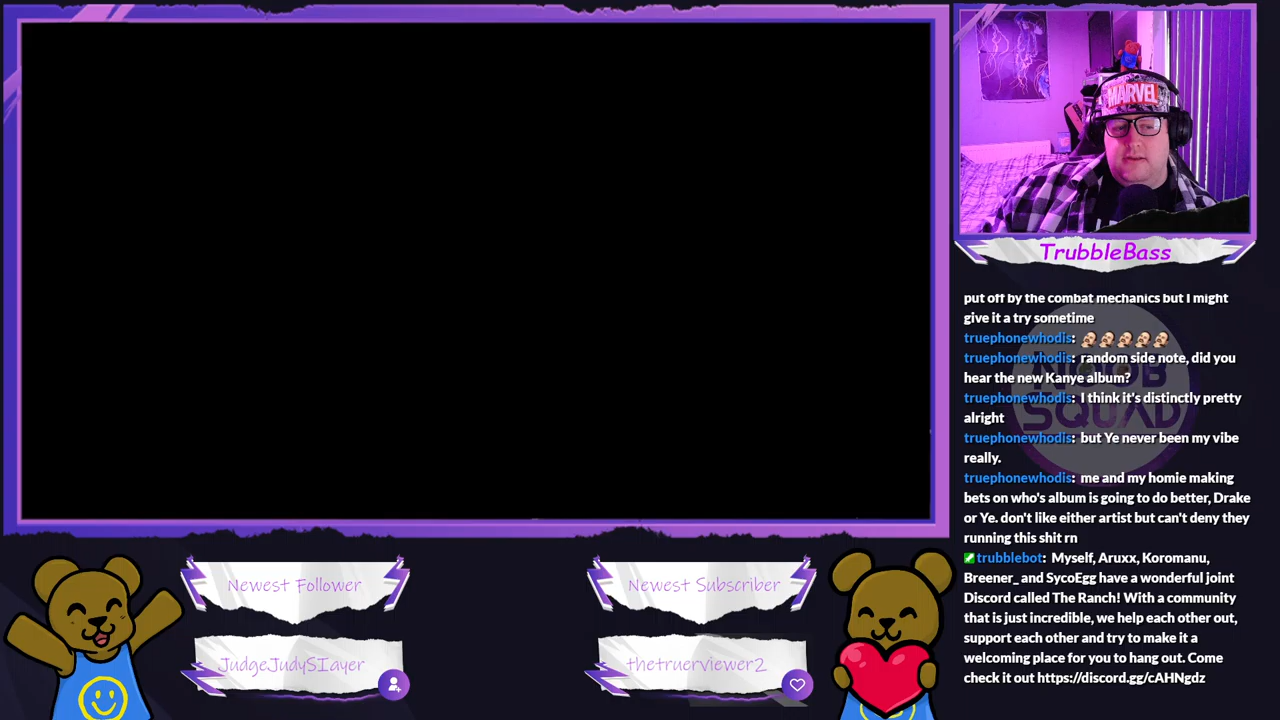 MARVEL
TrubbleBass
put off by the combat mechanics but I might
give it a try sometime
truephonewhodis:
truephonewhodis: random side note, did you
hear the new Kanye album?
truephonewhodis: I think it's distinctly pretty
alright
truephonewhodis: but Ye never been my vibe
really.
truephonewhodis: me and my homie making
bets on who's album is going to do better, Drake
or Ye. don't like either artist but can't deny they
running this shit rn
trubblebot: Myself, Aruxx, Koromanu,
Breener_ and SycoEgg have a wonderful joint
Discord called The Ranch! With a community
that is just incredible, we help each other out,
support each other and try to make it a
welcoming place for you to hang out. Come
check it out https://discord.gg/cAHNgdz
NOOB
SQUAD
Newest Follower
JudgeJudySIayer
Newest Subscriber
thetruerviewer2